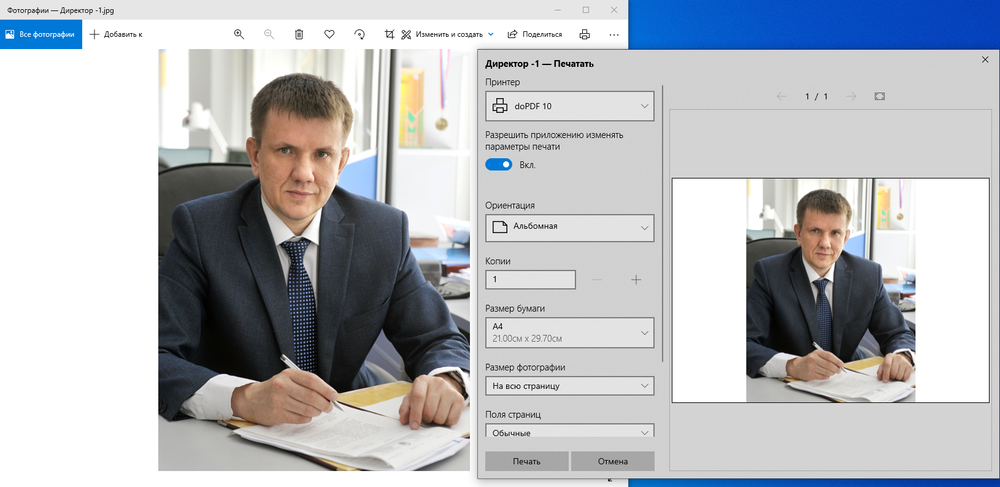 Фотографии — Директор -1.jpg
Все фотографии
Добавить к
Изменить и создать
Поделиться
Директор -1 — Печатать
Принтер
doPDF 10
Разрешить приложению изменять
параметры печати
Вкл.
Ориентация
Альбомная
Копии
1
Размер бумаги
A4
21.00см x 29.70см
Размер фотографии
На всю страницу
Поля страниц
Обычные
Печать
Отмена
1 / 1